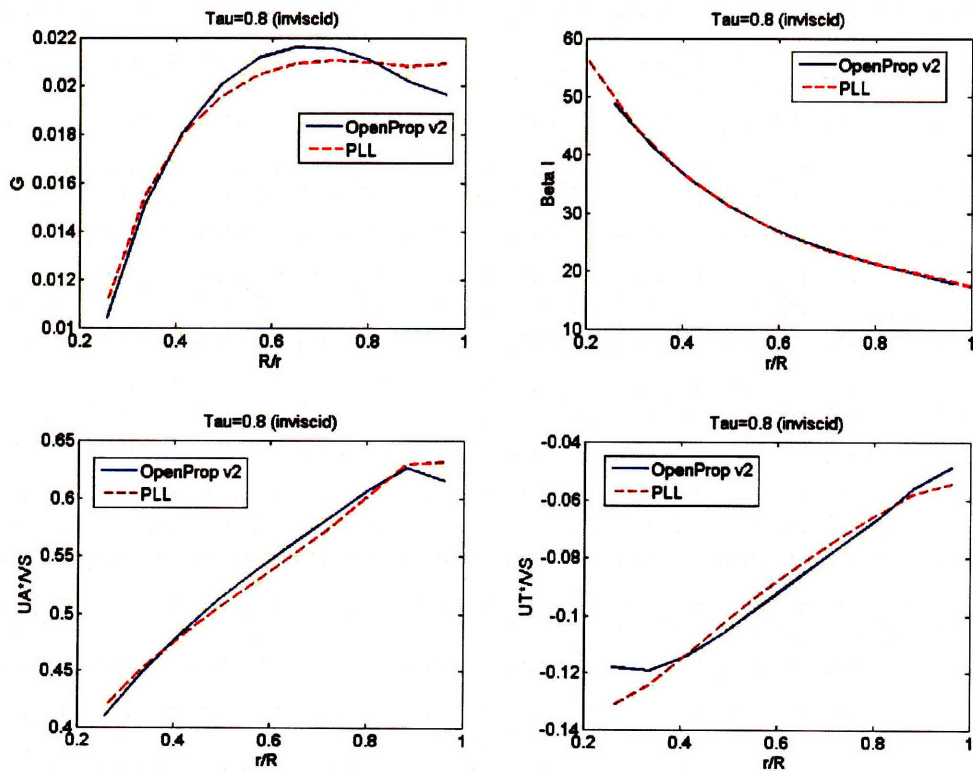 Tau=0.8 (inviscid)
0.022
0.02
0.018
0.016
0.014
0.012
0.01
G
OpenProp v2
PLL
0.2
0.4
0.6
0.8
1
R/r
Tau=0.8 (inviscid)
60
50
40
30
20
10
Beta I
OpenProp v2
PLL
0.2
0.4
0.6
0.8
1
r/R
Tau=0.8 (inviscid)
0.65
0.6
0.55
0.5
0.45
0.4
UA*/VS
OpenProp v2
PLL
0.2
0.4
0.6
0.8
1
r/R
Tau=0.8 (inviscid)
-0.04
-0.06
-0.08
-0.1
-0.12
-0.14
UT*/VS
OpenProp v2
PLL
0.2
0.4
0.6
0.8
1
r/R